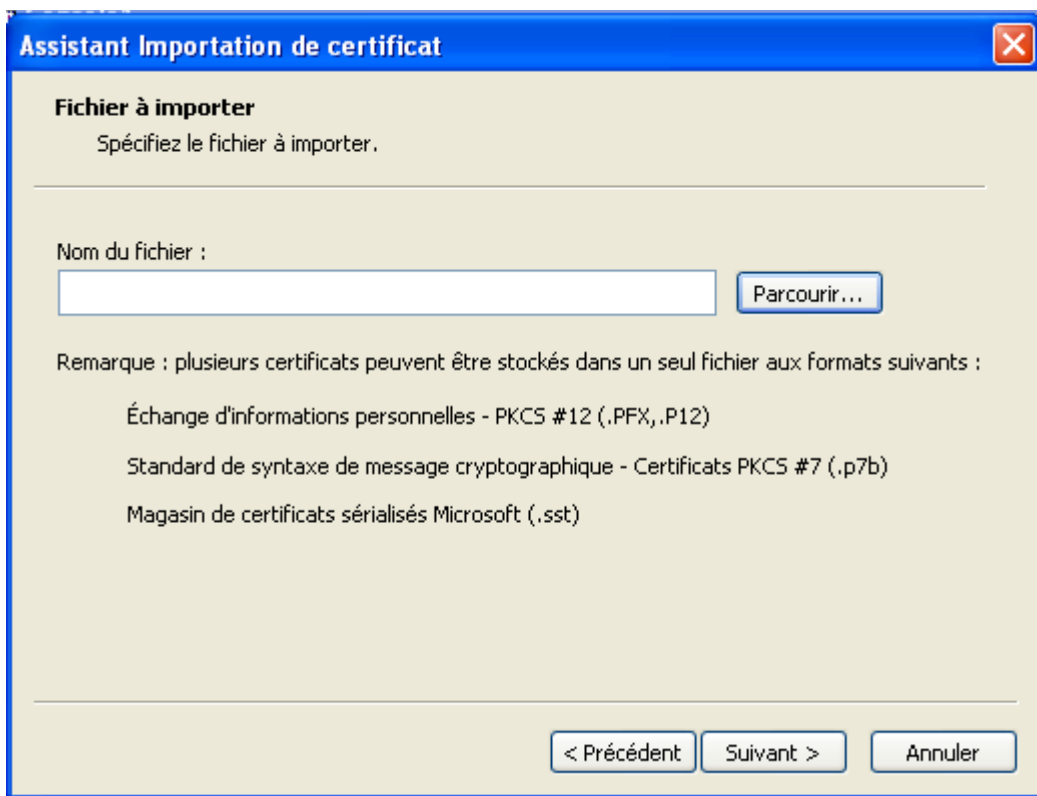 Assistant Importation de certificat
Fichier à importer
Spécifiez le fichier à importer.
Nom du fichier :
Parcourir...
Remarque : plusieurs certificats peuvent être stockés dans un seul fichier aux formats suivants :
Échange d'informations personnelles - PKCS #12 (.PFX,.P12)
Standard de syntaxe de message cryptographique - Certificats PKCS #7 (.p7b)
Magasin de certificats sérialisés Microsoft (.sst)
< Précédent Suivant > Annuler